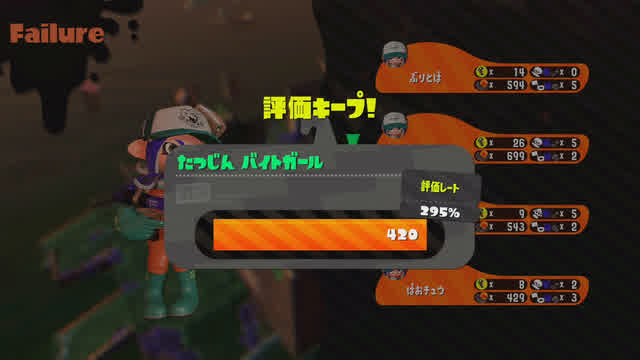 Failure
ぷりとは
x 14 x 0
x 594 x 5
評価キープ!
x 26 x 5
x 699 x 2
たつじん バイトガール
評価レート
295%
x 9 x 5
x 543 x 2
420
ばおチュウ
x 8 x 2
x 429 x 3